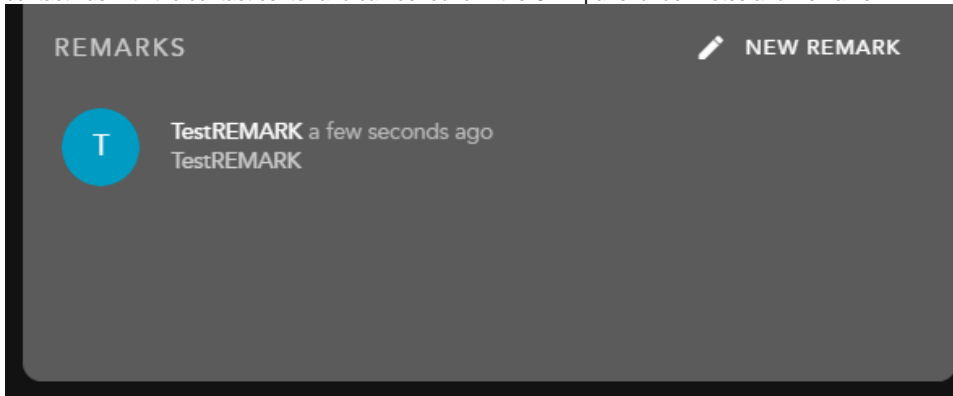 REMARKS
NEW REMARK
T
TestREMARK a few seconds ago
TestREMARK